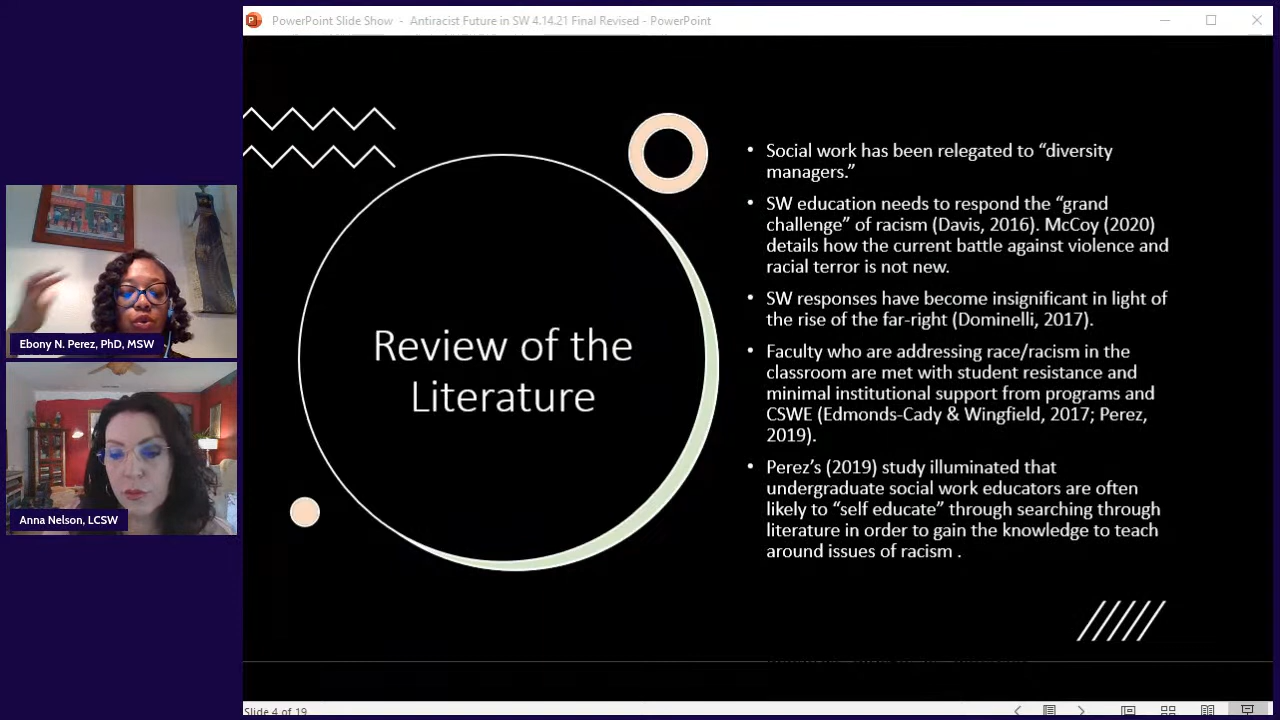 PowerPoint Slide Show - Antiracist Future in SW 4.14.21 Final Revised - PowerPoint
Ebony N. Perez, PhD, MSW
Anna Nelson, LCSW
Review of the
Literature
• Social work has been relegated to “diversity
managers.”
• SW education needs to respond the “grand
challenge” of racism (Davis, 2016). McCoy (2020)
details how the current battle against violence and
racial terror is not new.
• SW responses have become insignificant in light of
the rise of the far-right (Dominelli, 2017).
• Faculty who are addressing race/racism in the
classroom are met with student resistance and
minimal institutional support from programs and
CSWE (Edmonds-Cady & Wingfield, 2017; Perez,
2019).
• Perez’s (2019) study illuminated that
undergraduate social work educators are often
likely to “self educate” through searching through
literature in order to gain the knowledge to teach
around issues of racism .
Slide 4 of 19